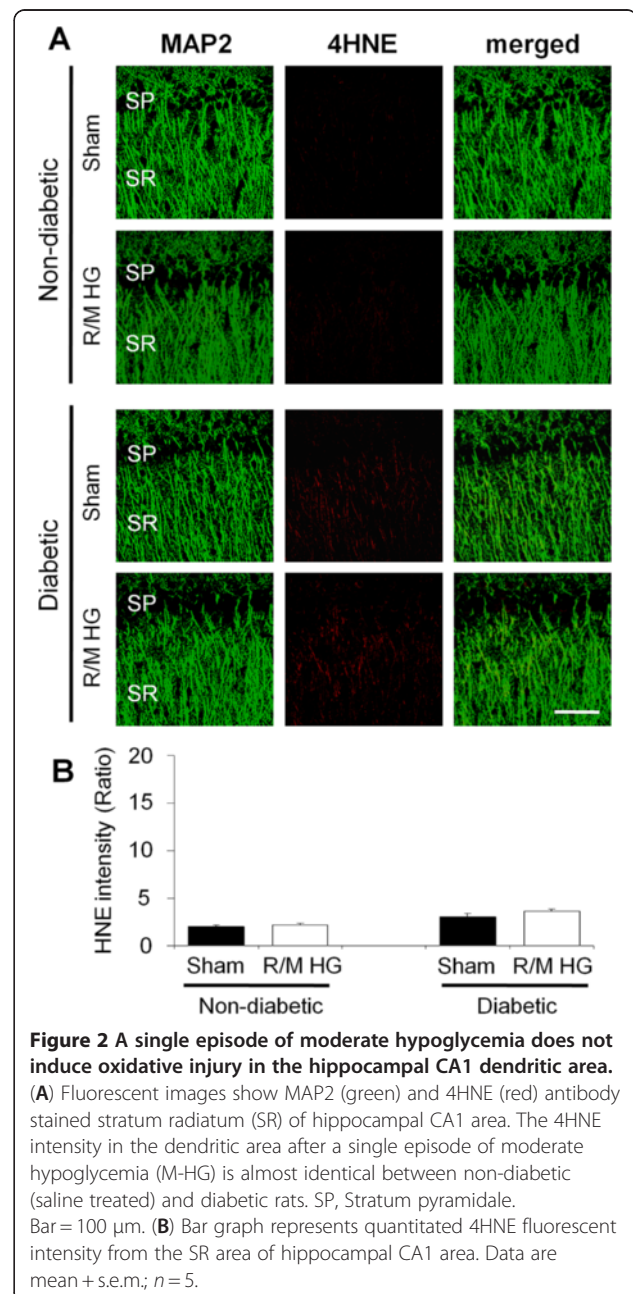 A
MAP2 4HNE merged
Non-diabetic
Sham
SP
SR
R/M HG
SP
SR
Diabetic
Sham
SP
SR
R/M HG
SP
SR
B
HNE intensity (Ratio)
20
15
10
5
0
Sham R/M HG Sham R/M HG
Non-diabetic Diabetic
Figure 2 A single episode of moderate hypoglycemia does not
induce oxidative injury in the hippocampal CA1 dendritic area.
(A) Fluorescent images show MAP2 (green) and 4HNE (red) antibody
stained stratum radiatum (SR) of hippocampal CA1 area. The 4HNE
intensity in the dendritic area after a single episode of moderate
hypoglycemia (M-HG) is almost identical between non-diabetic
(saline treated) and diabetic rats. SP, Stratum pyramidale.
Bar = 100 μm. (B) Bar graph represents quantitated 4HNE fluorescent
intensity from the SR area of hippocampal CA1 area. Data are
mean + s.e.m.; n = 5.